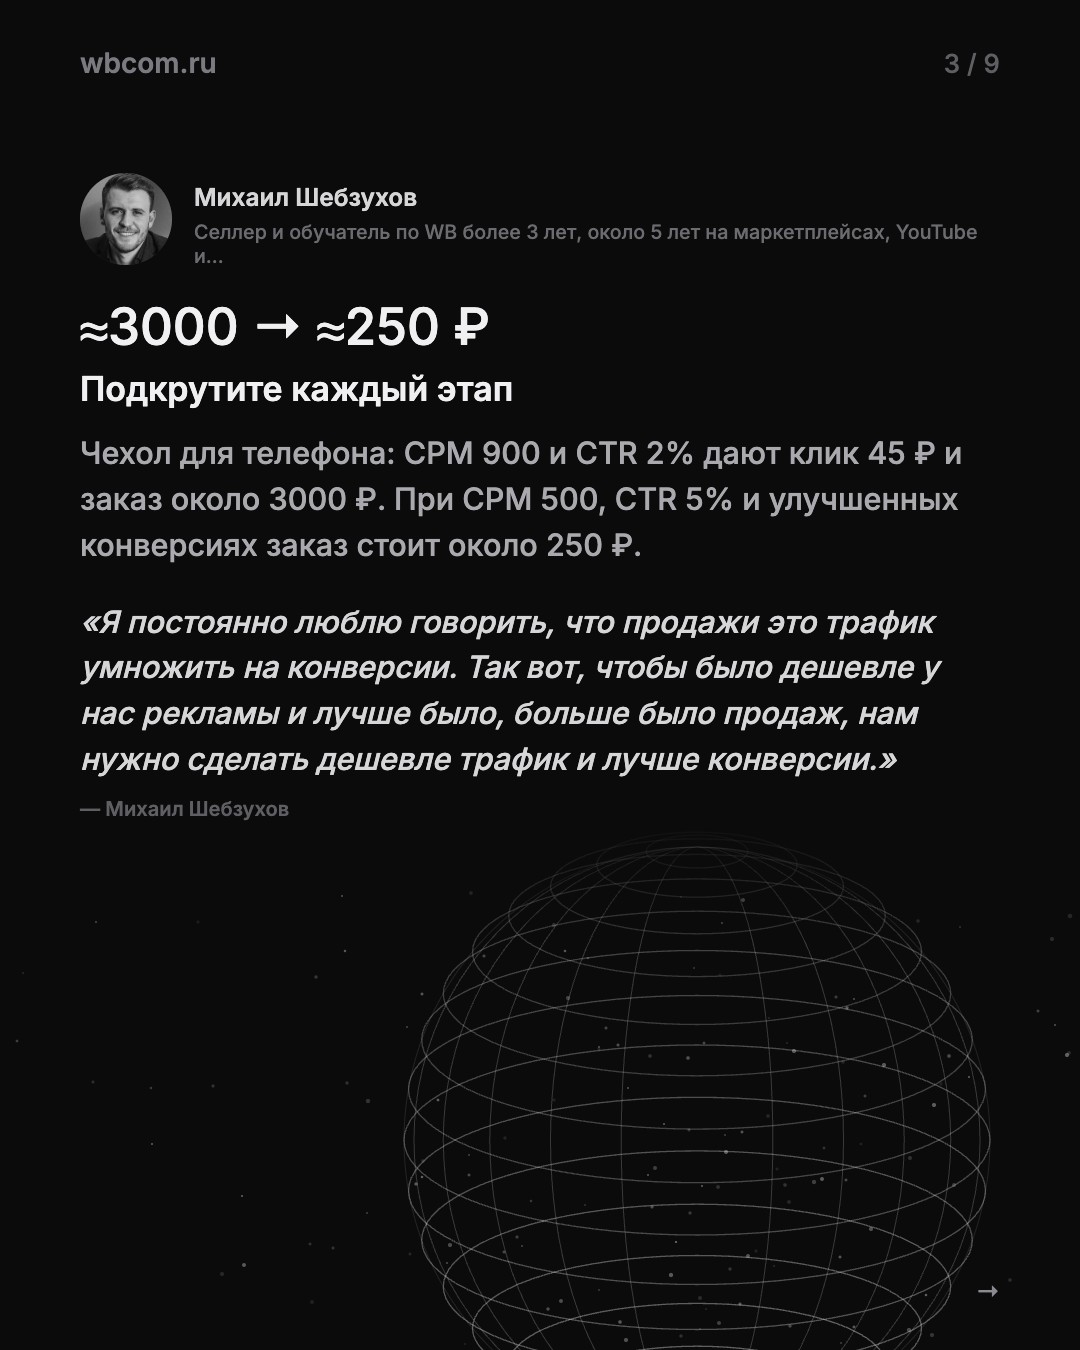 wbcom.ru
3 / 9
Михаил Шебзухов
Селлер и обучатель по WB более 3 лет, около 5 лет на маркетплейсах, YouTube
и...
≈3000 → ≈250 ₽
Подкрутите каждый этап
Чехол для телефона: CPM 900 и CTR 2% дают клик 45 ₽ и
заказ около 3000 ₽. При CPM 500, CTR 5% и улучшенных
конверсиях заказ стоит около 250 ₽.
«Я постоянно люблю говорить, что продажи это трафик
умножить на конверсии. Так вот, чтобы было дешевле у
нас рекламы и лучше было, больше было продаж, нам
нужно сделать дешевле трафик и лучше конверсии.»
— Михаил Шебзухов
→